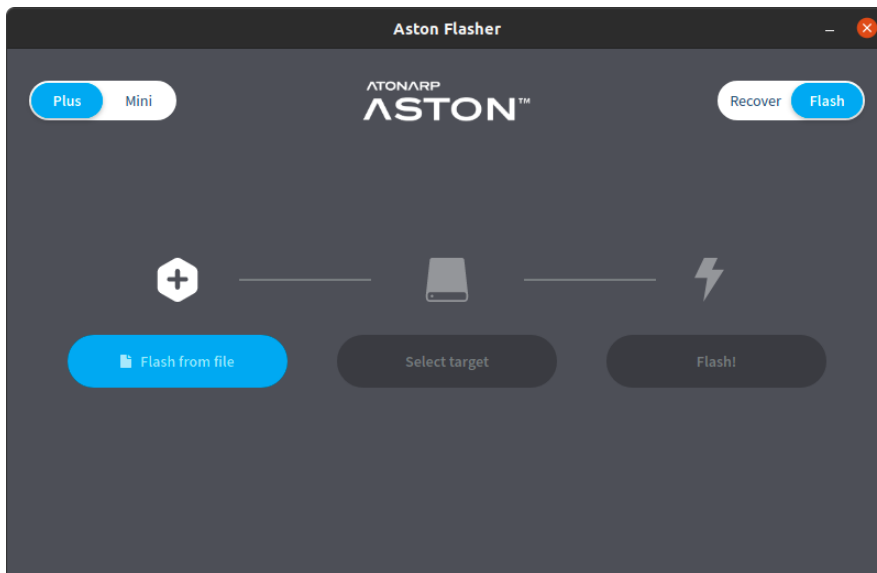 Aston Flasher
Plus Mini
ATONARP
ASTON™
Recover Flash
Flash from file
Select target
Flash!